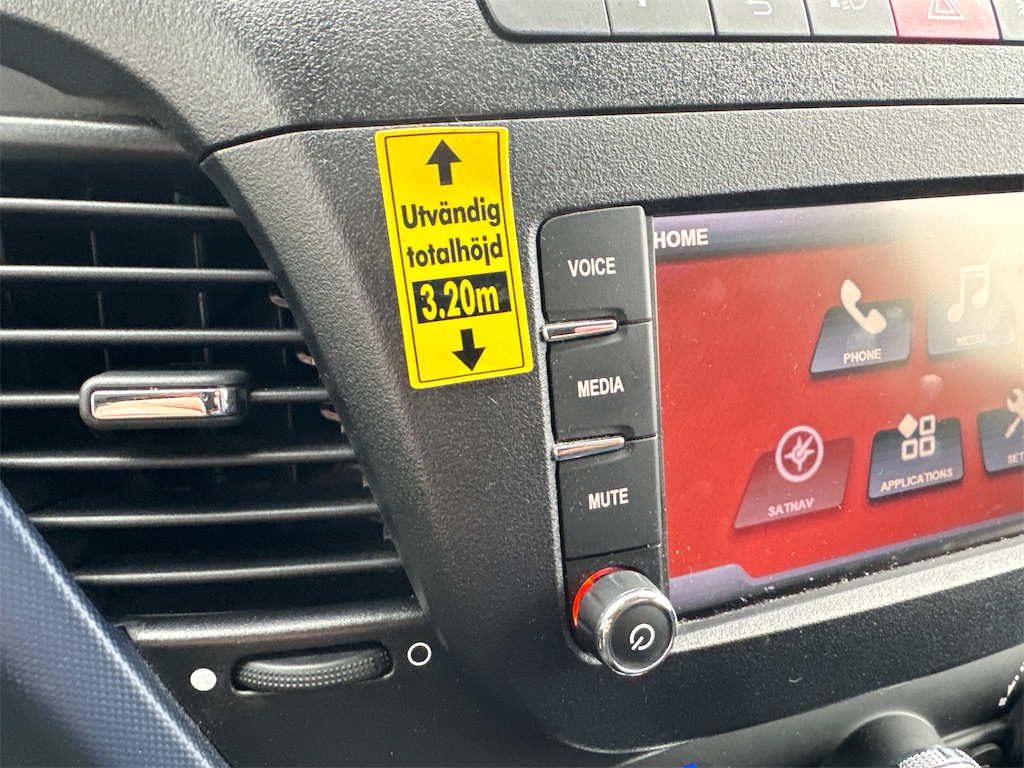 Utvändig
totalhöjd
3.20m
VOICE
MEDIA
MUTE
HOME
PHONE
MEDIA
SATNAV
APPLICATIONS